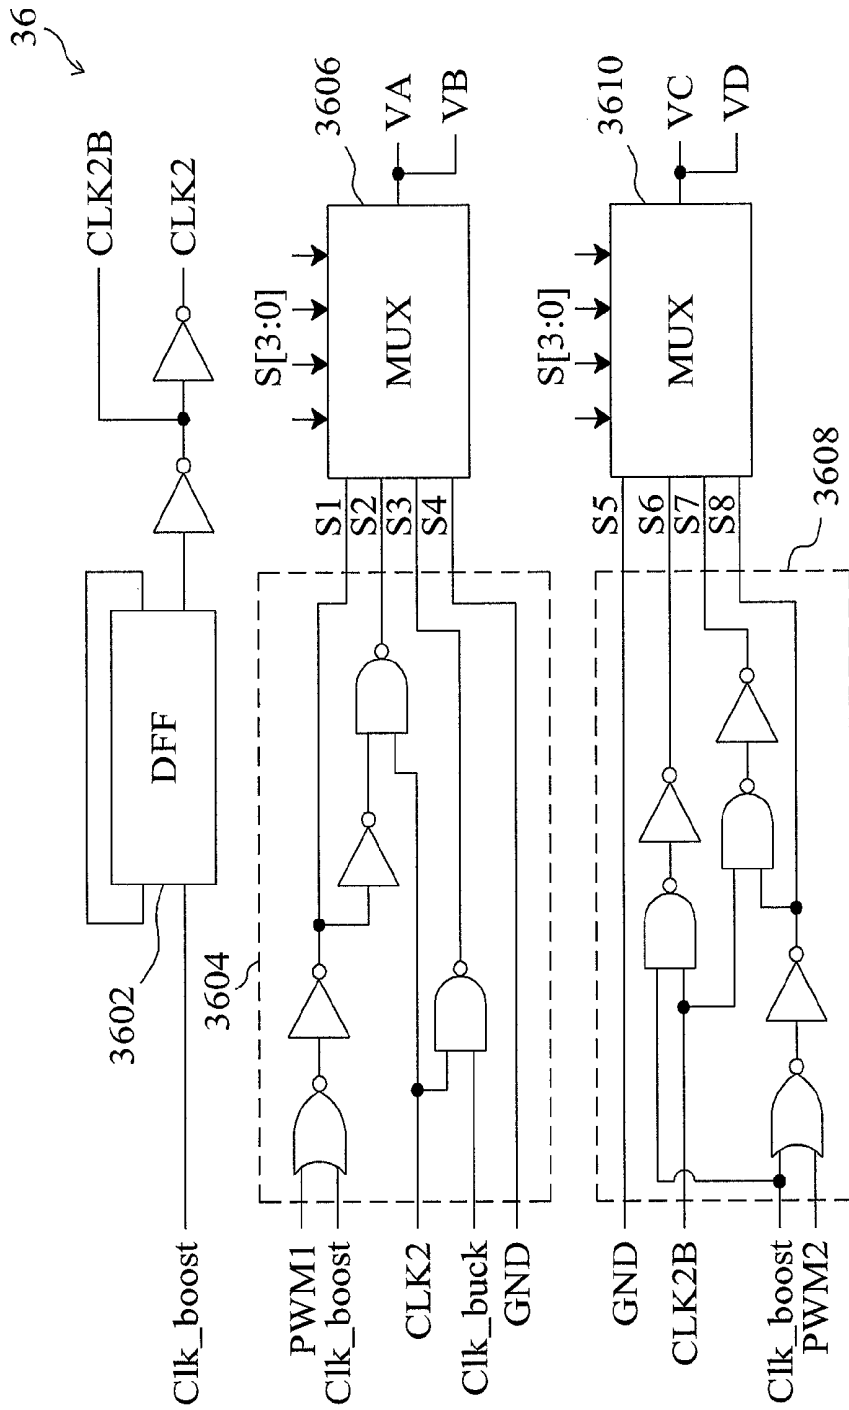 36
Clk_boost
3602
DFF
CLK2B
CLK2
3604
PWM1
Clk_boost
CLK2
Clk_buck
GND
S1
S2
S3
S4
S[3:0]
MUX
3606
VA
VB
GND
CLK2B
Clk_boost
PWM2
S5
S6
S7
S8
3608
S[3:0]
MUX
3610
VC
VD